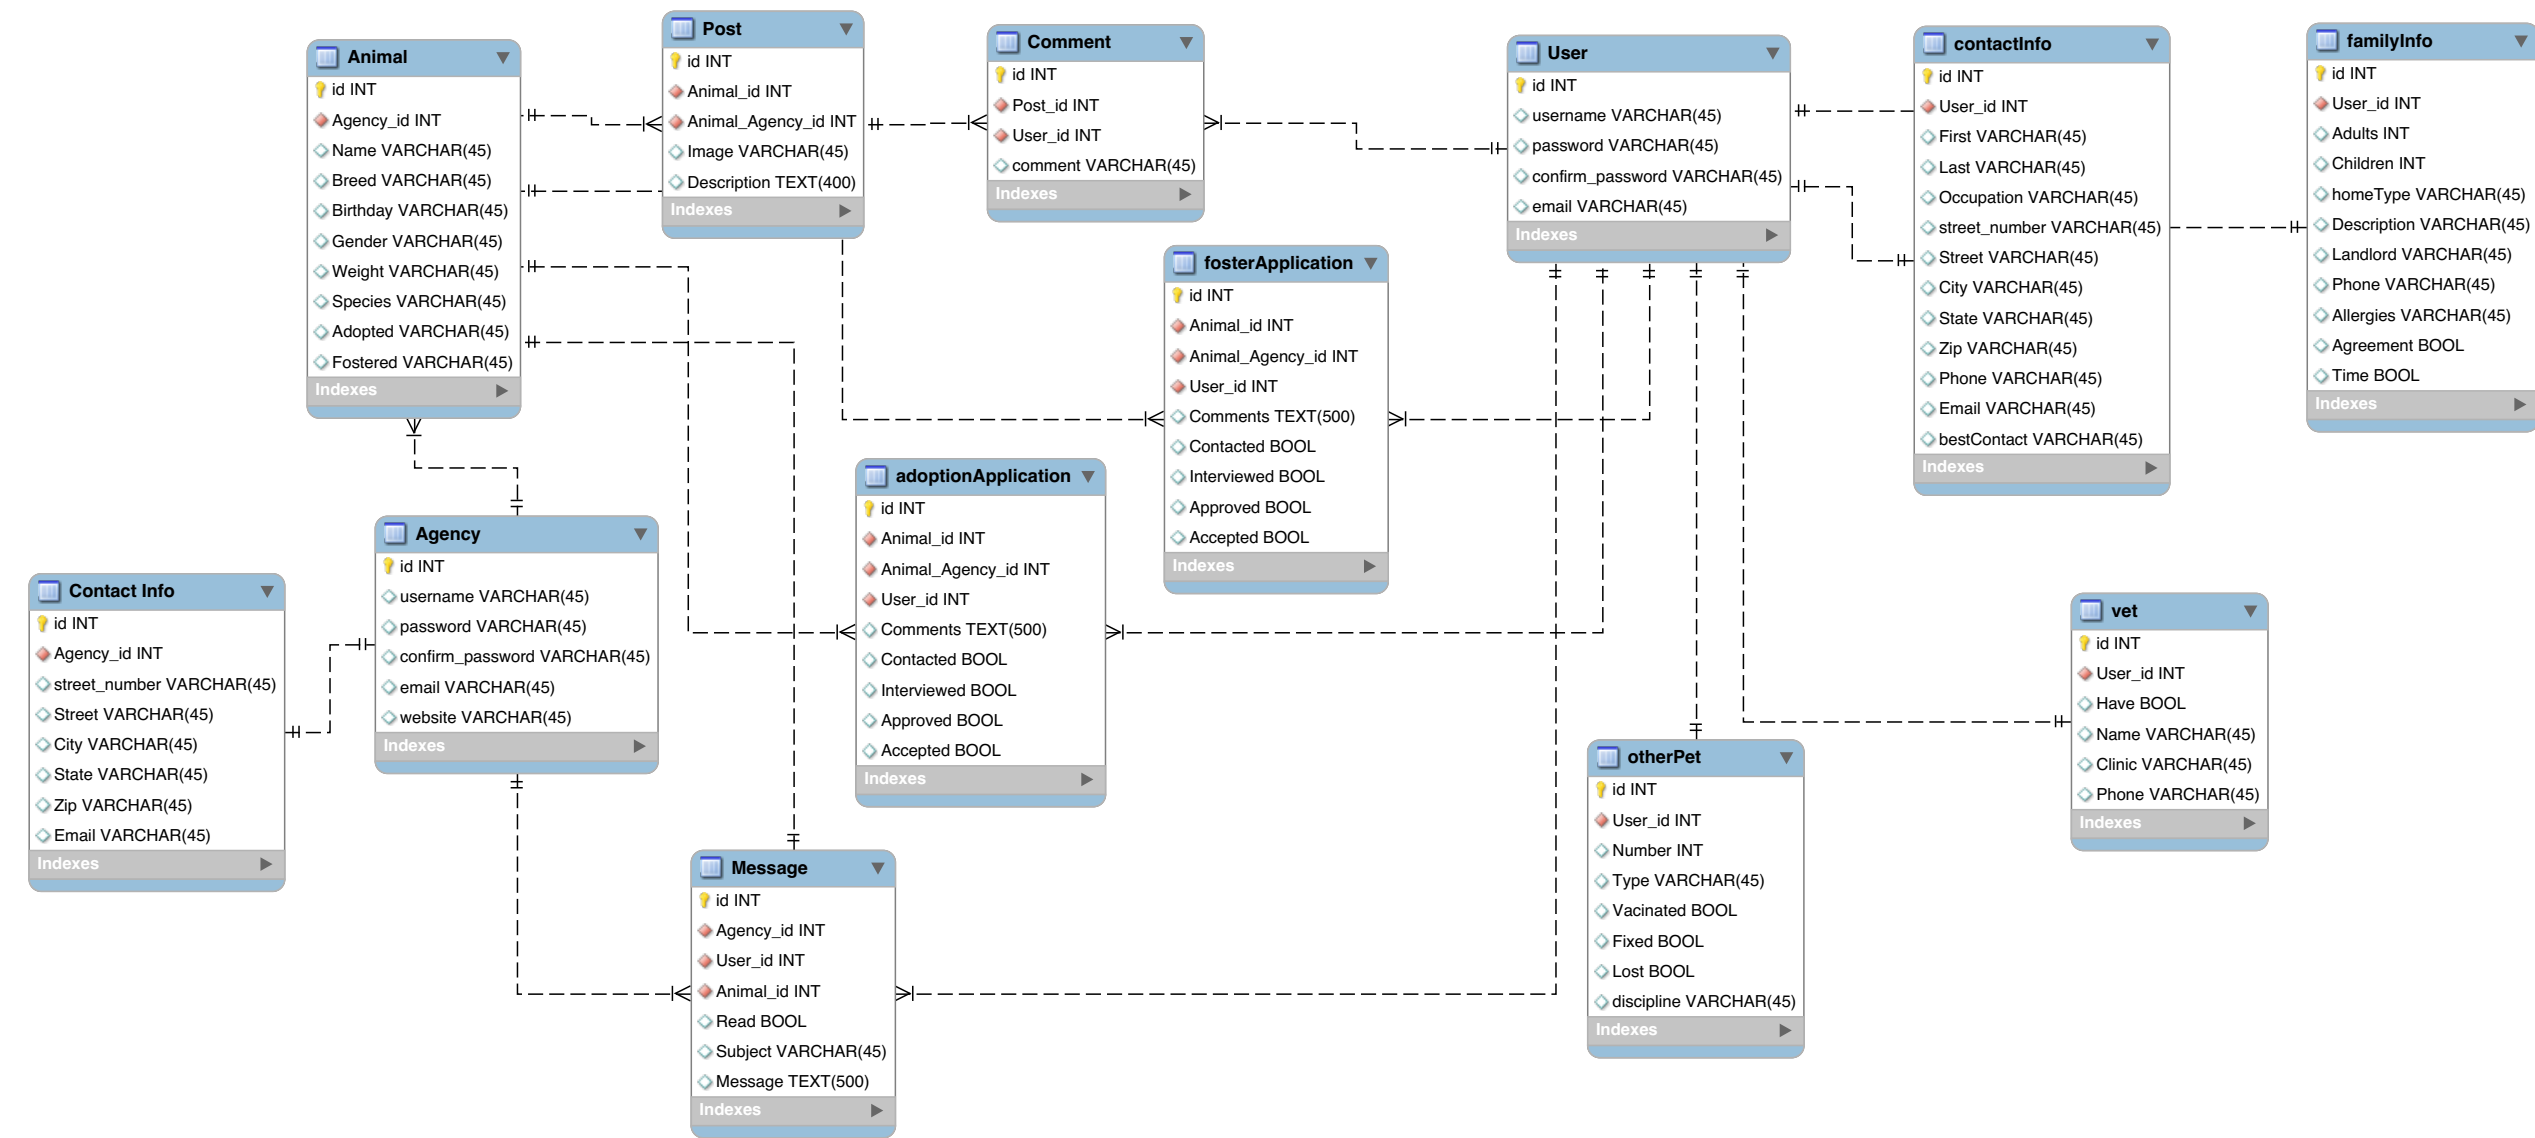 Animal
id INT
Agency_id INT
Name VARCHAR(45)
Breed VARCHAR(45)
Birthday VARCHAR(45)
Gender VARCHAR(45)
Weight VARCHAR(45)
Species VARCHAR(45)
Adopted VARCHAR(45)
Fostered VARCHAR(45)
Indexes
Post
id INT
Animal_id INT
Animal_Agency_id INT
Image VARCHAR(45)
Description TEXT(400)
Indexes
Comment
id INT
Post_id INT
User_id INT
comment VARCHAR(45)
Indexes
User
id INT
username VARCHAR(45)
password VARCHAR(45)
confirm_password VARCHAR(45)
email VARCHAR(45)
Indexes
contactInfo
id INT
User_id INT
First VARCHAR(45)
Last VARCHAR(45)
Occupation VARCHAR(45)
street_number VARCHAR(45)
Street VARCHAR(45)
City VARCHAR(45)
State VARCHAR(45)
Zip VARCHAR(45)
Phone VARCHAR(45)
Email VARCHAR(45)
bestContact VARCHAR(45)
Indexes
familyInfo
id INT
User_id INT
Adults INT
Children INT
homeType VARCHAR(45)
Description VARCHAR(45)
Landlord VARCHAR(45)
Phone VARCHAR(45)
Allergies VARCHAR(45)
Agreement BOOL
Time BOOL
Indexes
fosterApplication
id INT
Animal_id INT
Animal_Agency_id INT
User_id INT
Comments TEXT(500)
Contacted BOOL
Interviewed BOOL
Approved BOOL
Accepted BOOL
Indexes
adoptionApplication
id INT
Animal_id INT
Animal_Agency_id INT
User_id INT
Comments TEXT(500)
Contacted BOOL
Interviewed BOOL
Approved BOOL
Accepted BOOL
Indexes
Agency
id INT
username VARCHAR(45)
password VARCHAR(45)
confirm_password VARCHAR(45)
email VARCHAR(45)
website VARCHAR(45)
Indexes
Contact Info
id INT
Agency_id INT
street_number VARCHAR(45)
Street VARCHAR(45)
City VARCHAR(45)
State VARCHAR(45)
Zip VARCHAR(45)
Email VARCHAR(45)
Indexes
vet
id INT
User_id INT
Have BOOL
Name VARCHAR(45)
Clinic VARCHAR(45)
Phone VARCHAR(45)
Indexes
otherPet
id INT
User_id INT
Number INT
Type VARCHAR(45)
Vacinated BOOL
Fixed BOOL
Lost BOOL
discipline VARCHAR(45)
Indexes
Message
id INT
Agency_id INT
User_id INT
Animal_id INT
Read BOOL
Subject VARCHAR(45)
Message TEXT(500)
Indexes